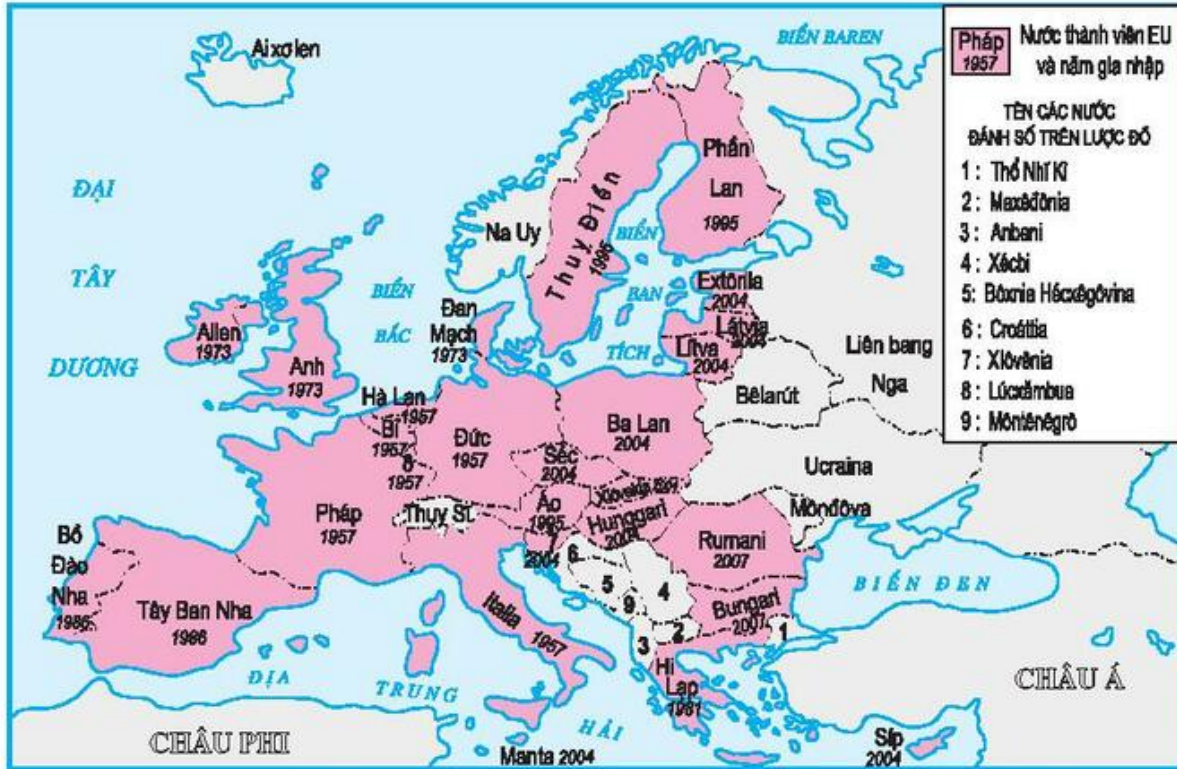 Aixơlen
BIỂN BAREN
ĐẠI
TÂY
DƯƠNG
Na Uy
Thuỵ Điển
1995
Phần
Lan
1995
BIỂN
BAN
TÍCH
BIỂN
BẮC
Đan
Mạch
1973
Extônia
2004
Látvia
2004
Lítva
2004
Liên bang
Nga
Ailen
1973
Anh
1973
Hà Lan
1957
Bỉ
1957
8
1957
Đức
1957
Ba Lan
2004
Bêlarút
Séc
2004
Ucraina
Áo
1995
Hunggari
2004
Môndôva
Pháp
1957
Thuỵ Sĩ
7
2004
6
5
9
4
3
2
1
Rumani
2007
Bungari
2007
BIỂN ĐEN
Bồ
Đào
Nha
1986
Tây Ban Nha
1986
Italia 1957
Hi
Lạp
1981
ĐỊA
TRUNG
HẢI
CHÂU PHI
Manta 2004
CHÂU Á
Síp
2004
Pháp
1957
Nước thành viên EU
và năm gia nhập
TÊN CÁC NƯỚC
ĐÁNH SỐ TRÊN LƯỢC ĐỒ
1 : Thổ Nhĩ Kì
2 : Maxêđônia
3 : Anbani
4 : Xécbi
5: Bôxnia Hécxêgôvina
6 : Crôátia
7 : Xlôvênia
8 : Lúcxămbua
9 : Môntênêgrô